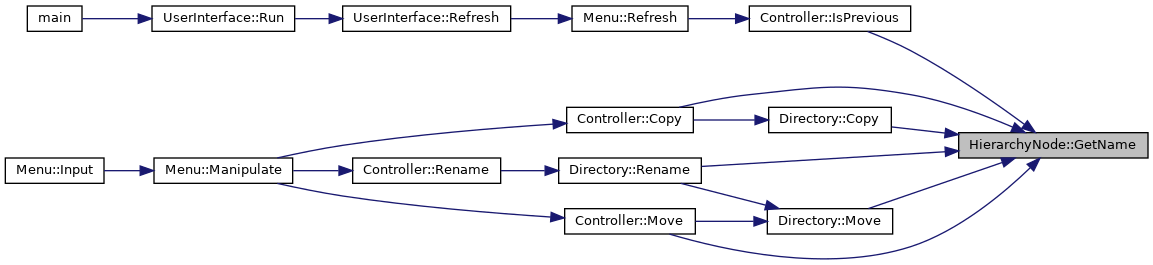 main
UserInterface::Run
UserInterface::Refresh
Menu::Refresh
Controller::IsPrevious
Controller::Copy
Directory::Copy
HierarchyNode::GetName
Menu::Input
Menu::Manipulate
Controller::Rename
Directory::Rename
Controller::Move
Directory::Move